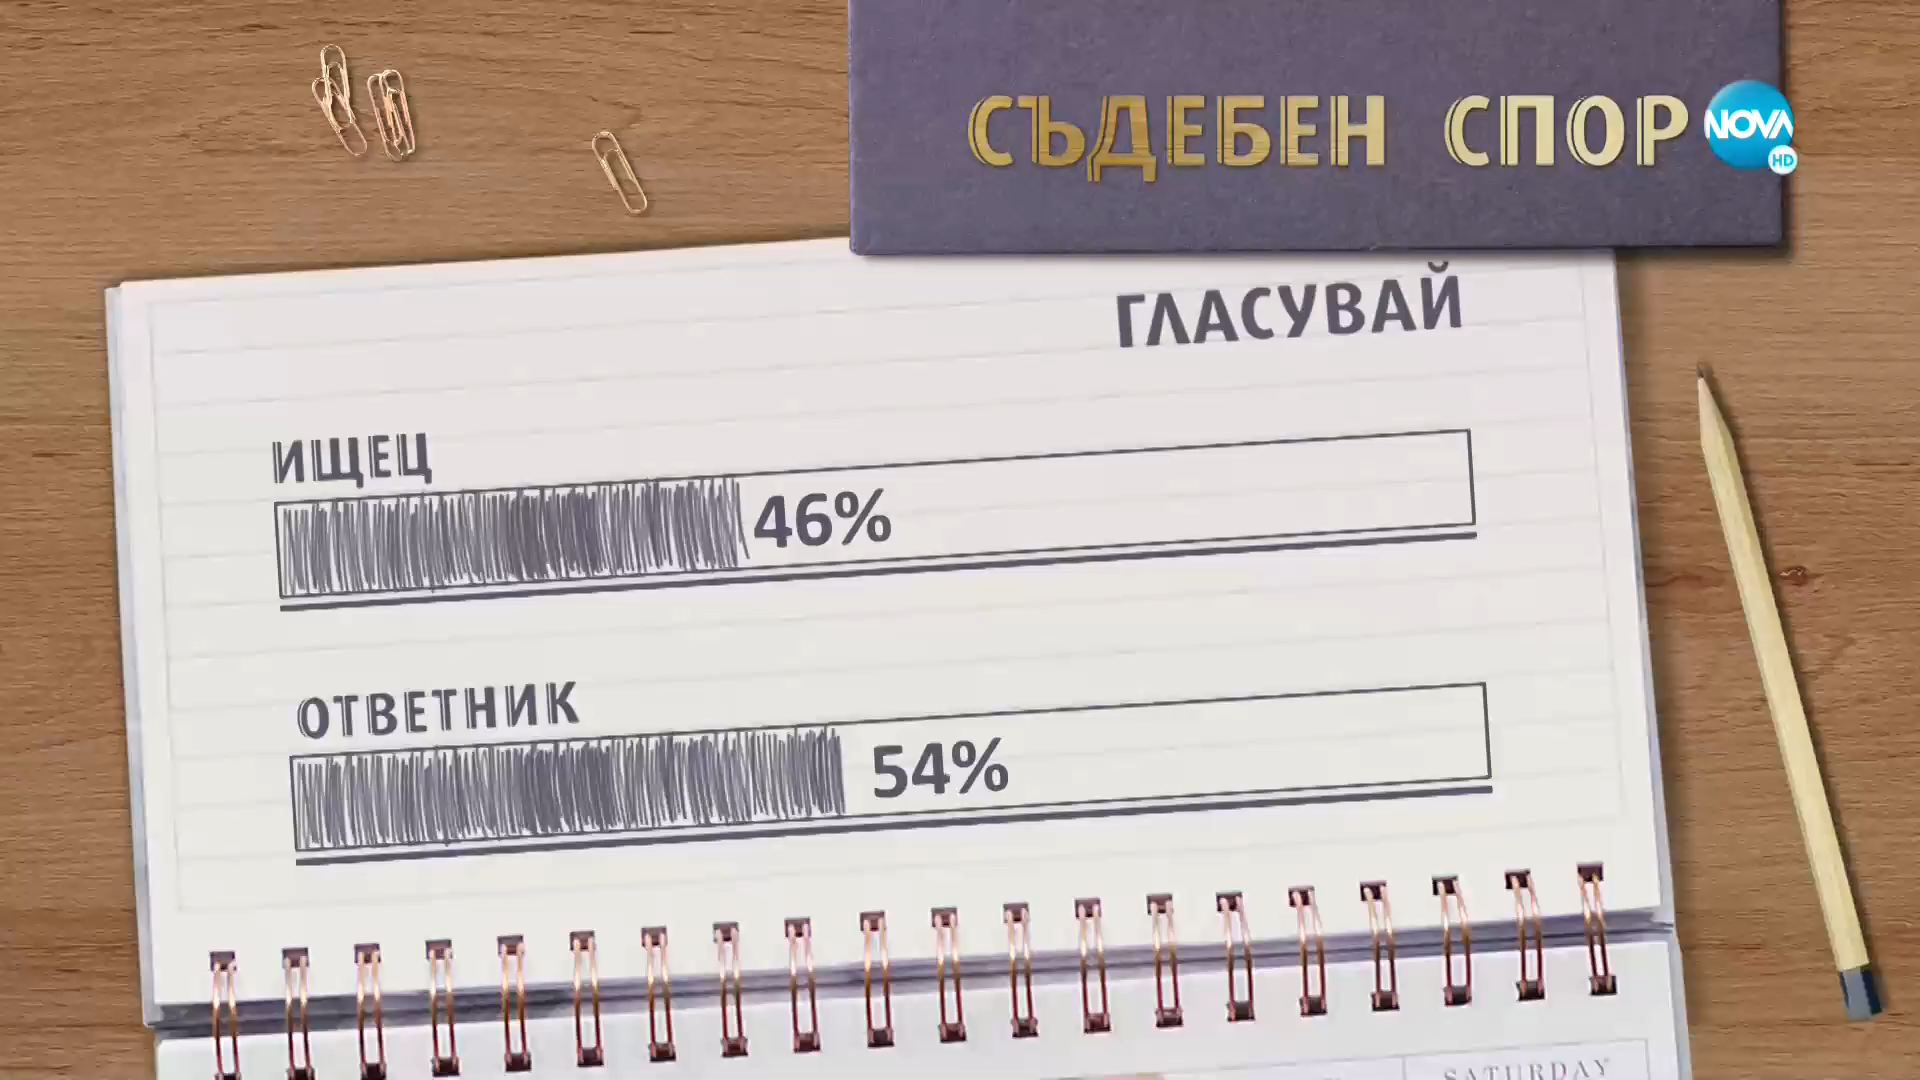 СЪДЕБЕН СПОР
NOVA
HD
ГЛАСУВАЙ
ИЩЕЦ
46%
ОТВЕТНИК
54%
SATURDAY